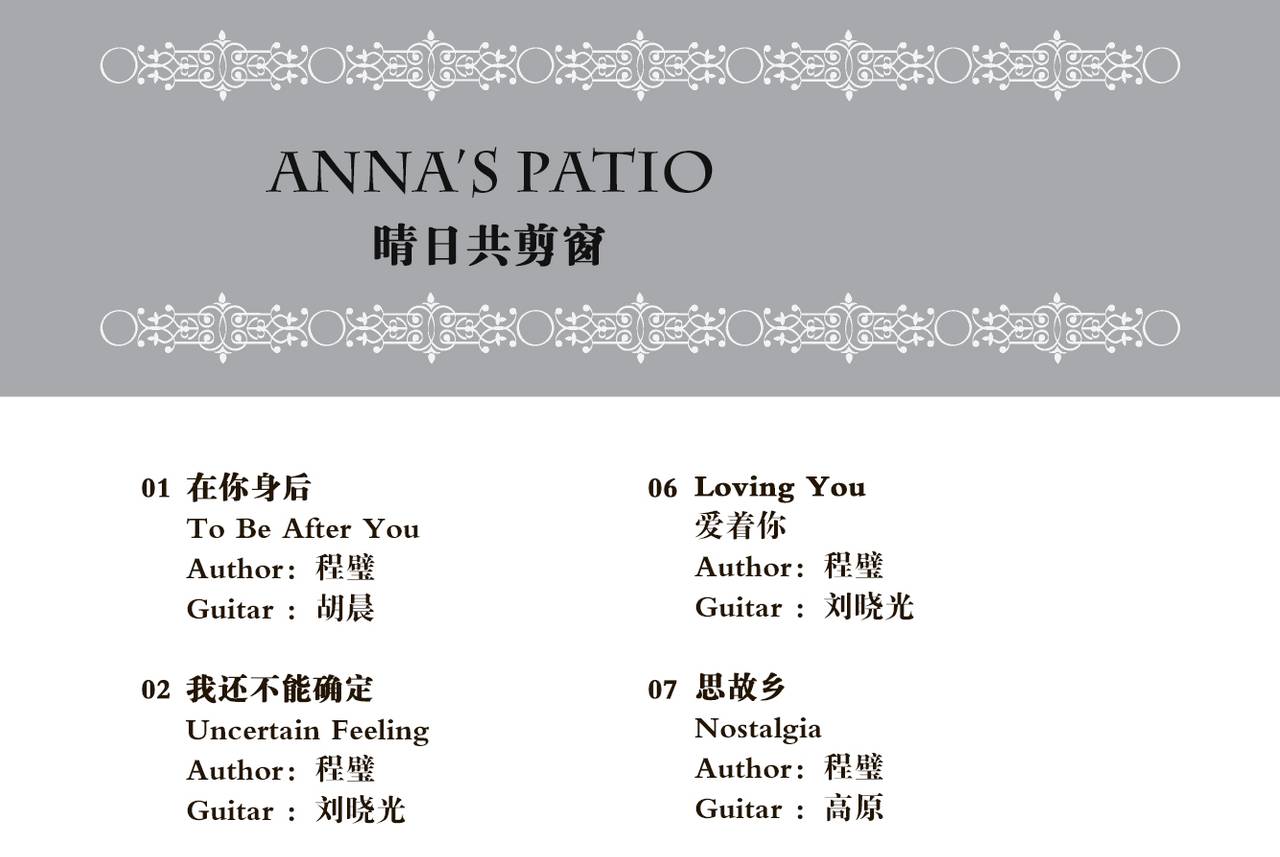 ANNA'S PATIO
晴日共剪窗
01 在你身后
To Be After You
Author：程璧
Guitar ：胡晨
02 我还不能确定
Uncertain Feeling
Author：程璧
Guitar ：刘晓光
06 Loving You
爱着你
Author：程璧
Guitar ：刘晓光
07 思故乡
Nostalgia
Author：程璧
Guitar ：高原